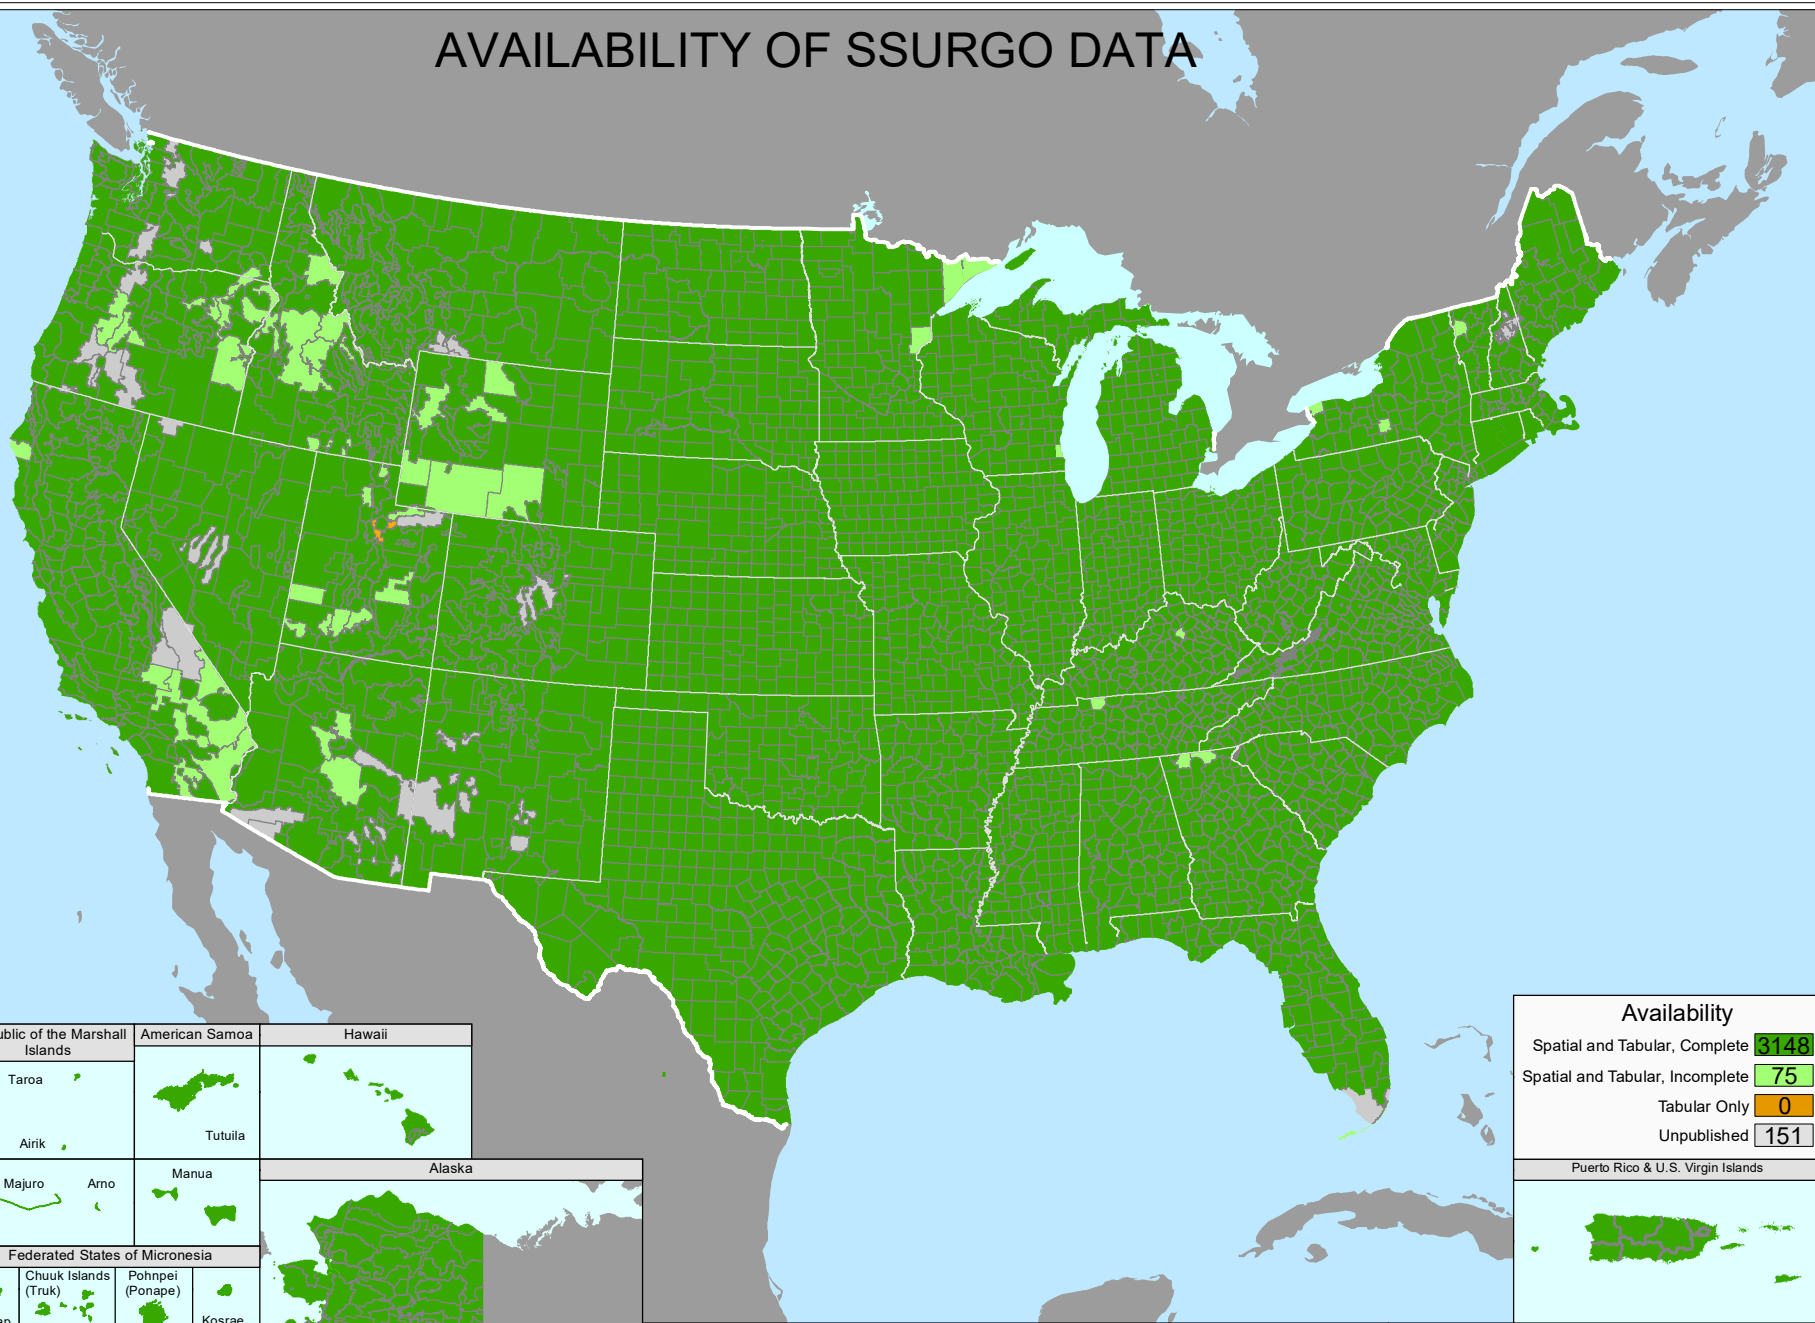 AVAILABILITY OF SSURGO DATA
Availability
Spatial and Tabular, Complete 3148
Spatial and Tabular, Incomplete 75
Tabular Only 0
Unpublished 151
Puerto Rico & U.S. Virgin Islands
of the Marshall
Islands
American Samoa
Hawaii
Taroa
Airik
Tutuila
Majuro
Arno
Manua
Alaska
Federated States of Micronesia
Chuuk Islands
(Truk)
Pohnpei
(Ponape)
Kosrae